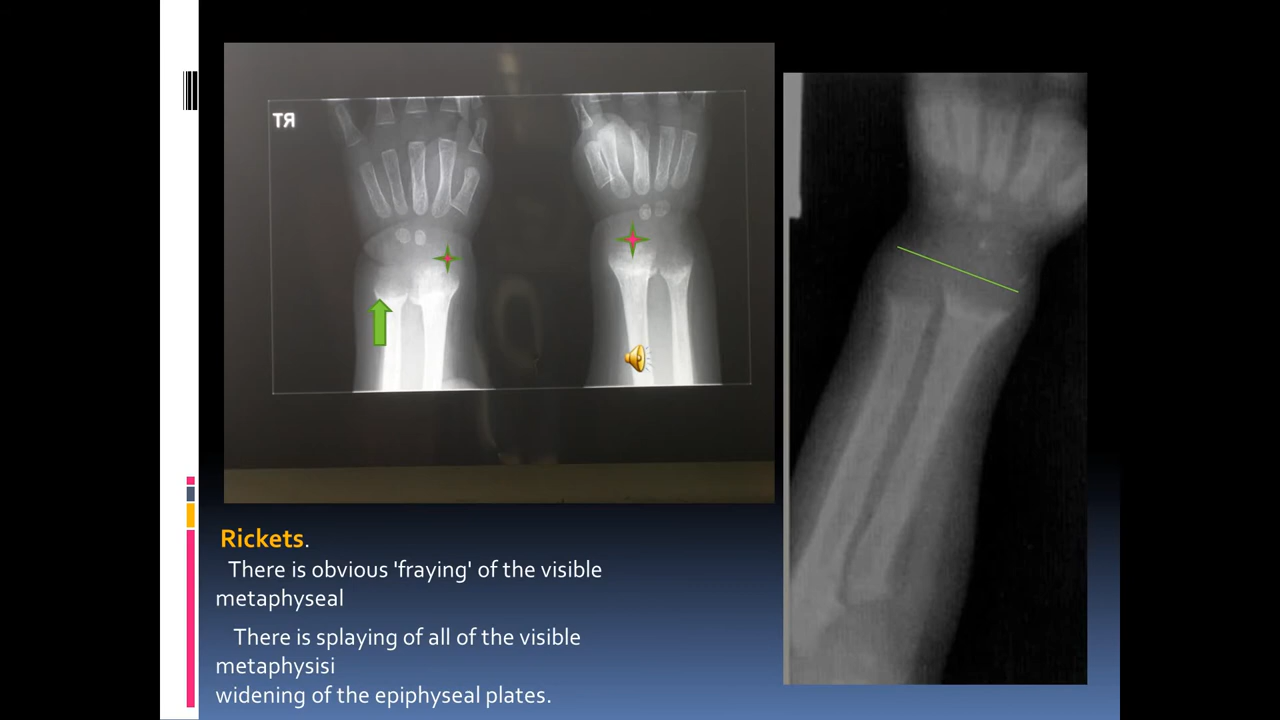 TR
Rickets.
There is obvious 'fraying' of the visible
metaphyseal
There is splaying of all of the visible
metaphysisi
widening of the epiphyseal plates.